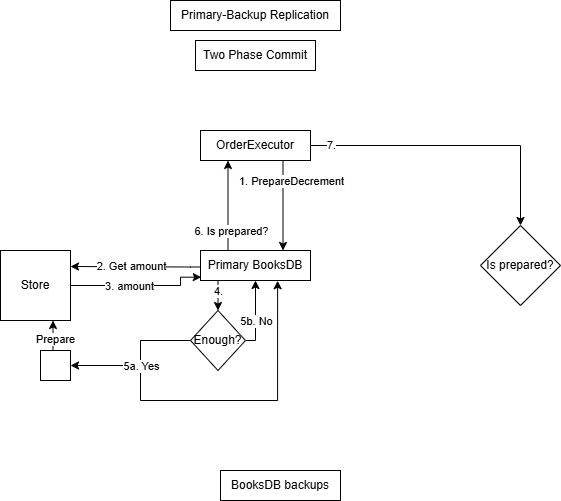 Primary-Backup Replication
Two Phase Commit
OrderExecutor
7.
1. PrepareDecrement
6. Is prepared?
Primary BooksDB
Is prepared?
2. Get amount
Store
3. amount
4.
5b. No
Enough?
Prepare
5a. Yes
BooksDB backups